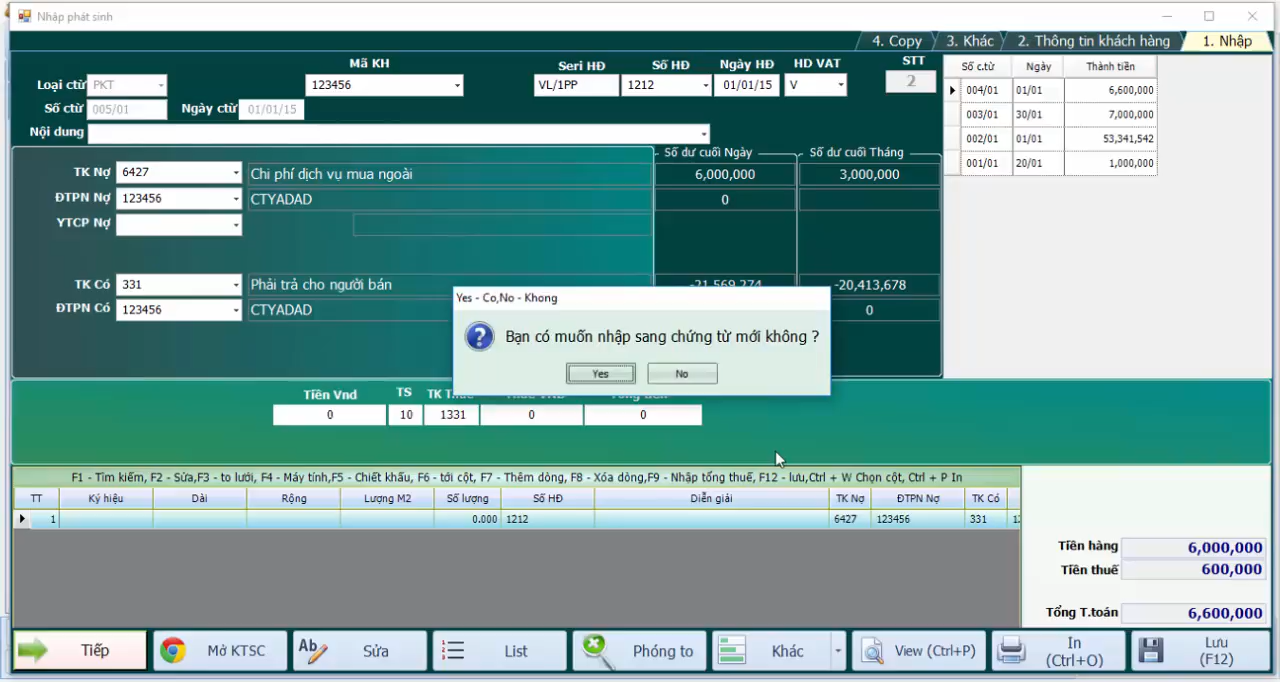 Nhập phát sinh
4. Copy
3. Khác
2. Thông tin khách hàng
1. Nhập
Loại ctừ PKT
Mã KH
123456
Seri HĐ
VL/1PP
Số HĐ
1212
Ngày HĐ
01/01/15
HD VAT
V
STT
2
Số ctừ 005/01
Ngày ctừ 01/01/15
Nội dung
Số c.từ Ngày Thành tiền
004/01 01/01 6,600,000
003/01 30/01 7,000,000
002/01 01/01 53,341,542
001/01 20/01 1,000,000
Số dư cuối Ngày
Số dư cuối Tháng
TK Nợ 6427 Chi phí dịch vụ mua ngoài 6,000,000 3,000,000
ĐTPN Nợ 123456 CTYADAD 0
YTCP Nợ
TK Có 331 Phải trả cho người bán -21,569,274 -20,413,678
ĐTPN Có 123456 CTYADAD 0
Yes - Co,No - Khong
Bạn có muốn nhập sang chứng từ mới không ?
Yes
No
Tiền Vnd TS
0 10 1331 0 0
F1 - Tìm kiếm, F2 - Sửa,F3 - to lưới, F4 - Máy tính,F5 - Chiết khấu, F6 - tới cột, F7 - Thêm dòng, F8 - Xóa dòng,F9 - Nhập tổng thuế, F12 - lưu,Ctrl + W Chọn cột, Ctrl + P In
TT Ký hiệu Dài Rộng Lượng M2 Số lượng Số HĐ Diễn giải TK Nợ ĐTPN Nợ TK Có
1 0.000 1212 6427 123456 331
Tiền hàng 6,000,000
Tiền thuế 600,000
Tổng T.toán 6,600,000
Tiếp
Mở KTSC
Sửa
List
Phóng to
Khác
View (Ctrl+P)
In
(Ctrl+O)
Lưu
(F12)